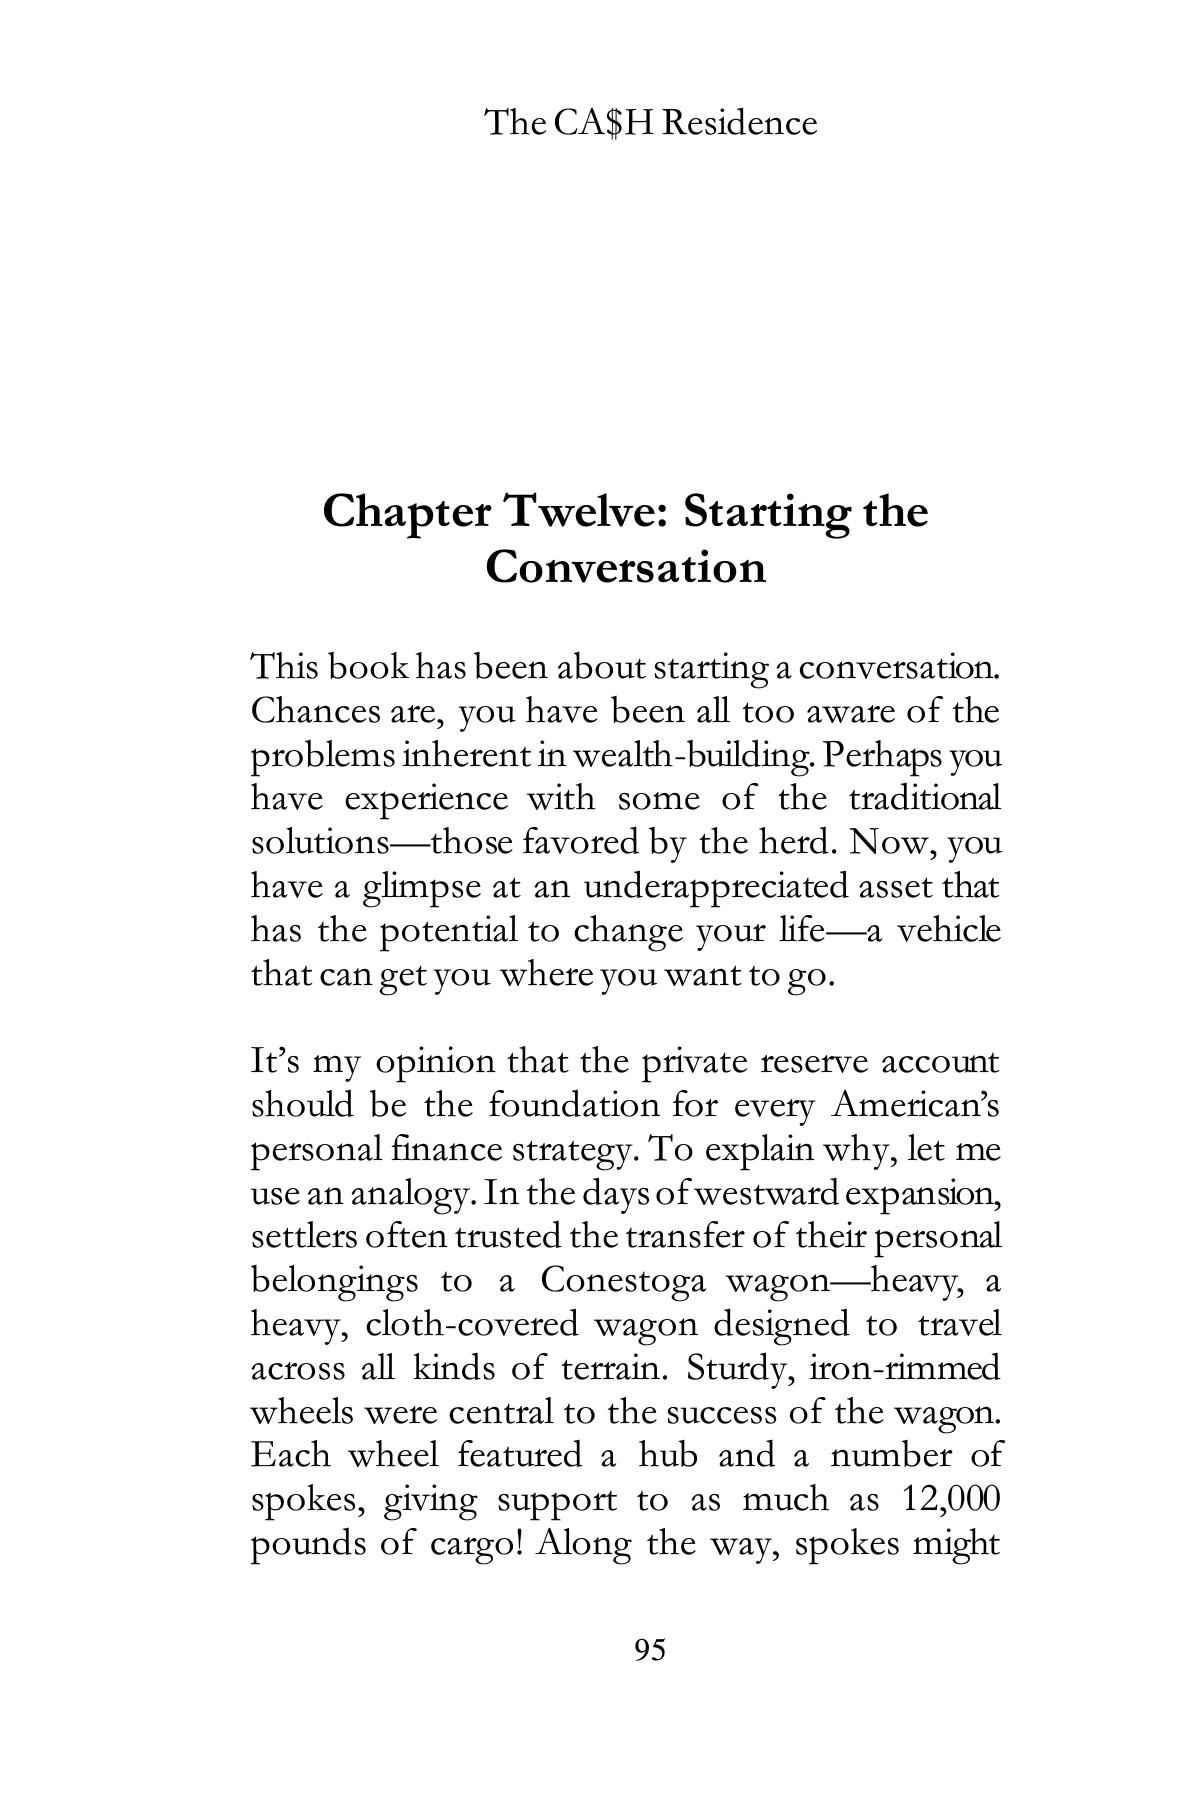 The CA$H Residence
Chapter Twelve: Starting the
Conversation
This book has been about starting a conversation.
Chances are, you have been all too aware of the
problems inherent in wealth-building. Perhaps you
have experience with some of the traditional
solutions—those favored by the herd. Now, you
have a glimpse at an underappreciated asset that
has the potential to change your life—a vehicle
that can get you where you want to go.
It’s my opinion that the private reserve account
should be the foundation for every American’s
personal finance strategy. To explain why, let me
use an analogy. In the days of westward expansion,
settlers often trusted the transfer of their personal
belongings to a Conestoga wagon—heavy, a
heavy, cloth-covered wagon designed to travel
across all kinds of terrain. Sturdy, iron-rimmed
wheels were central to the success of the wagon.
Each wheel featured a hub and a number of
spokes, giving support to as much as 12,000
pounds of cargo! Along the way, spokes might
95